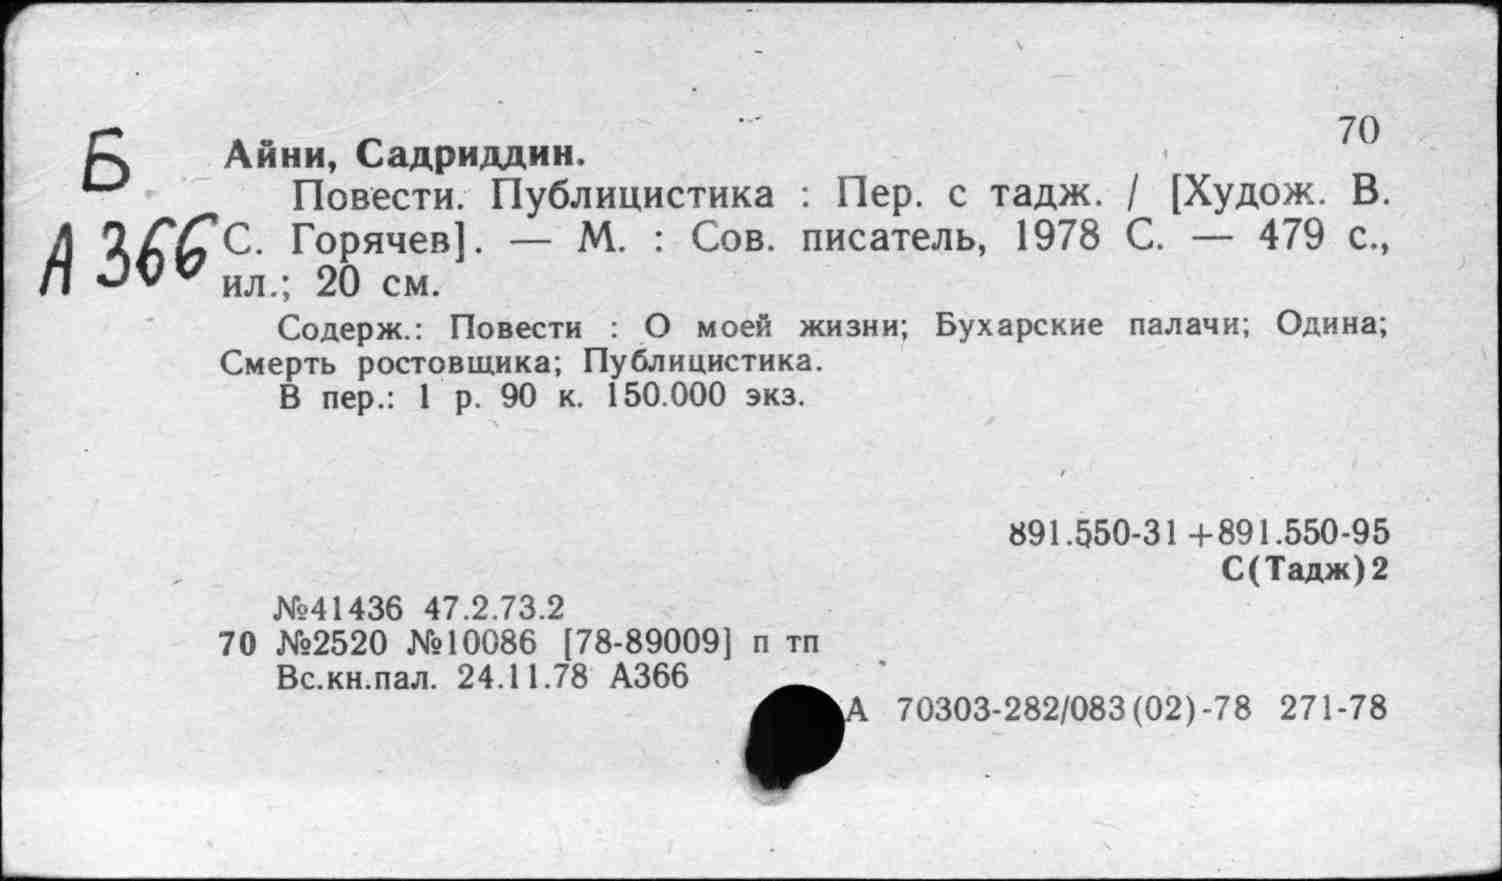 70
Б Айни, Садриддин.
Повести. Публицистика : Пер. с тадж. / [Худож. В.
А366 С. Горячев]. — М. : Сов. писатель, 1978 С. — 479 с.,
ил.; 20 см.
Содерж.: Повести : О моей жизни; Бухарские палачи; Одина;
Смерть ростовщика; Публицистика.
В пер.: 1 р. 90 к. 150.000 экз.
891.550-31+891.550-95
С(Тадж)2
№41436 47.2.73.2
70 №2520 №10086 [78-89009] п тп
Вс.кн.пал. 24.11.78 А366
А 70303-282/083(02)-78 271-78